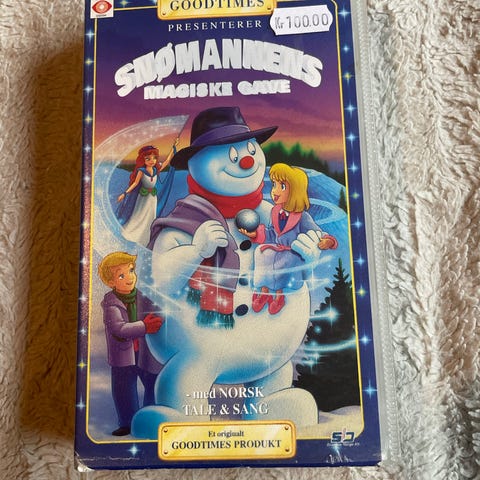 GOODTIMES
Kr 100.00
PRESENTERER
SNØMANNENS
MAGISKE GAVE
- med NORSK
TALE & SANG
Et originalt
GOODTIMES PRODUKT